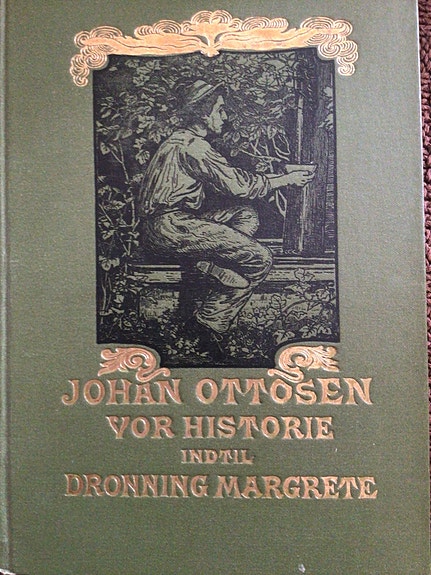 JOHAN OTTOSEN
VOR HISTORIE
INDTIL
DRONNING MARGRETE